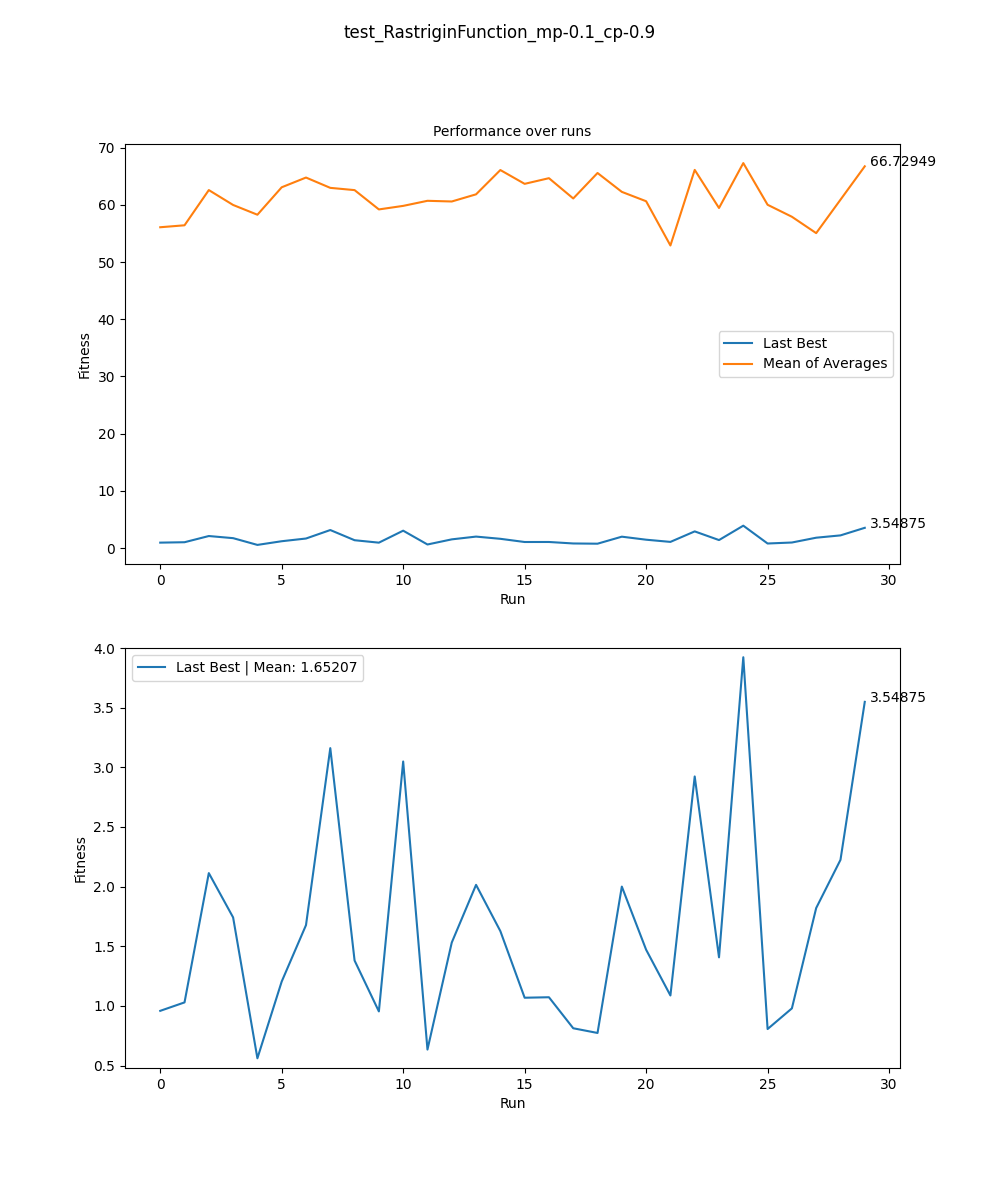 test_RastriginFunction_mp-0.1_cp-0.9
Performance over runs
70
60
50
40
30
20
10
0
Fitness
66.72949
3.54875
Last Best
Mean of Averages
0 5 10 15 20 25 30
Run
4.0
3.5
3.0
2.5
2.0
1.5
1.0
0.5
Fitness
Last Best | Mean: 1.65207
3.54875
0 5 10 15 20 25 30
Run